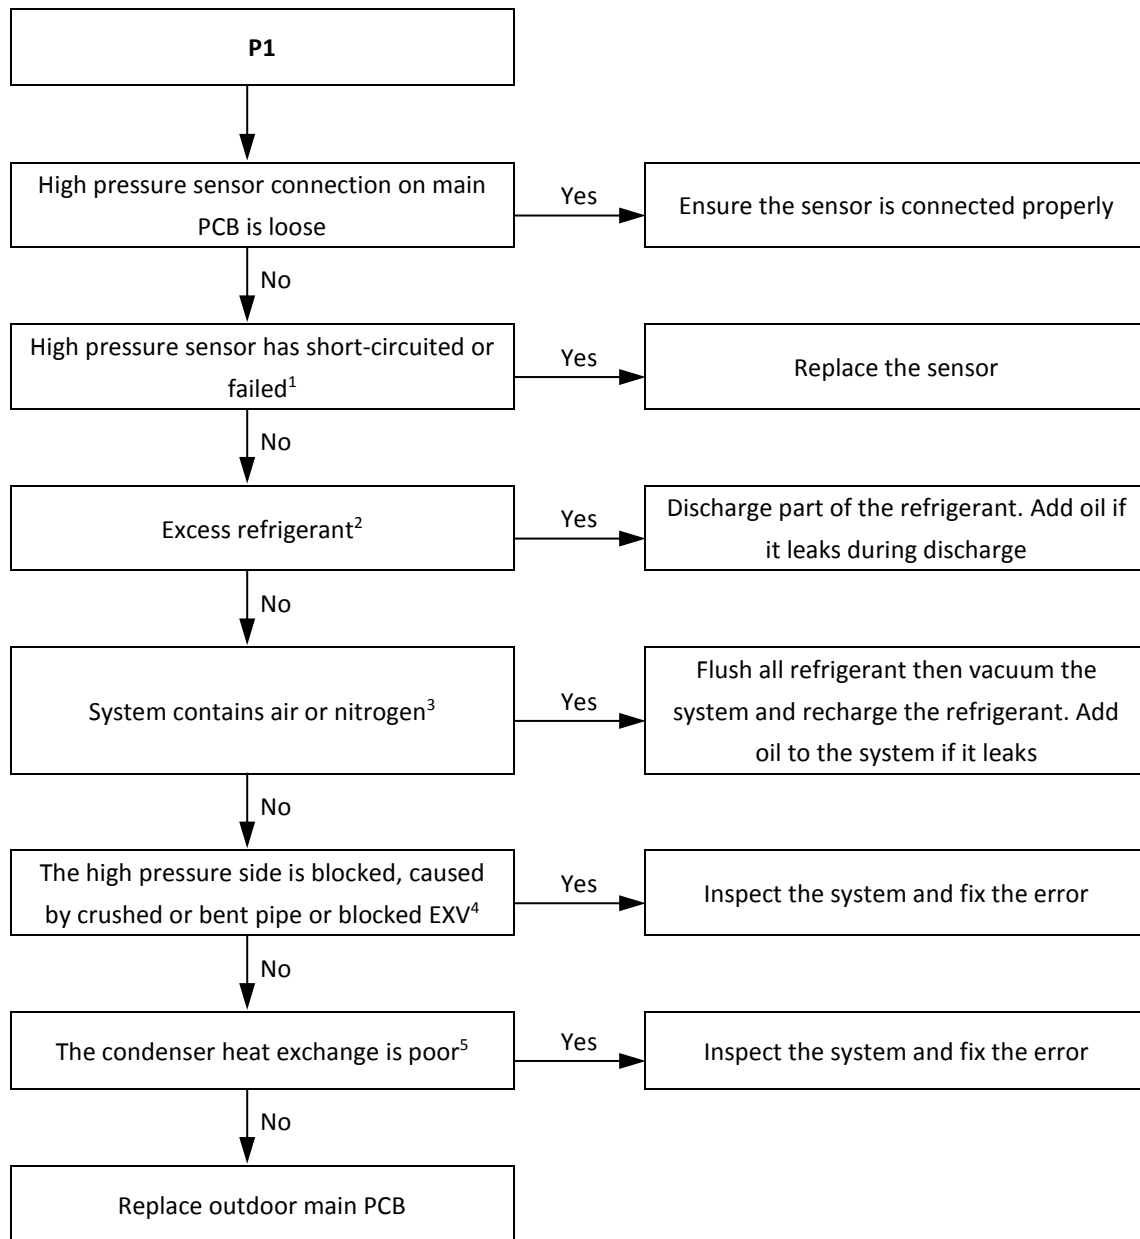 P1
High pressure sensor connection on main
PCB is loose
Yes
Ensure the sensor is connected properly
No
High pressure sensor has short-circuited or
failed¹
Yes
Replace the sensor
No
Excess refrigerant²
Yes
Discharge part of the refrigerant. Add oil if
it leaks during discharge
No
System contains air or nitrogen³
Yes
Flush all refrigerant then vacuum the
system and recharge the refrigerant. Add
oil to the system if it leaks
No
The high pressure side is blocked, caused
by crushed or bent pipe or blocked EXV⁴
Yes
Inspect the system and fix the error
No
The condenser heat exchange is poor⁵
Yes
Inspect the system and fix the error
No
Replace outdoor main PCB